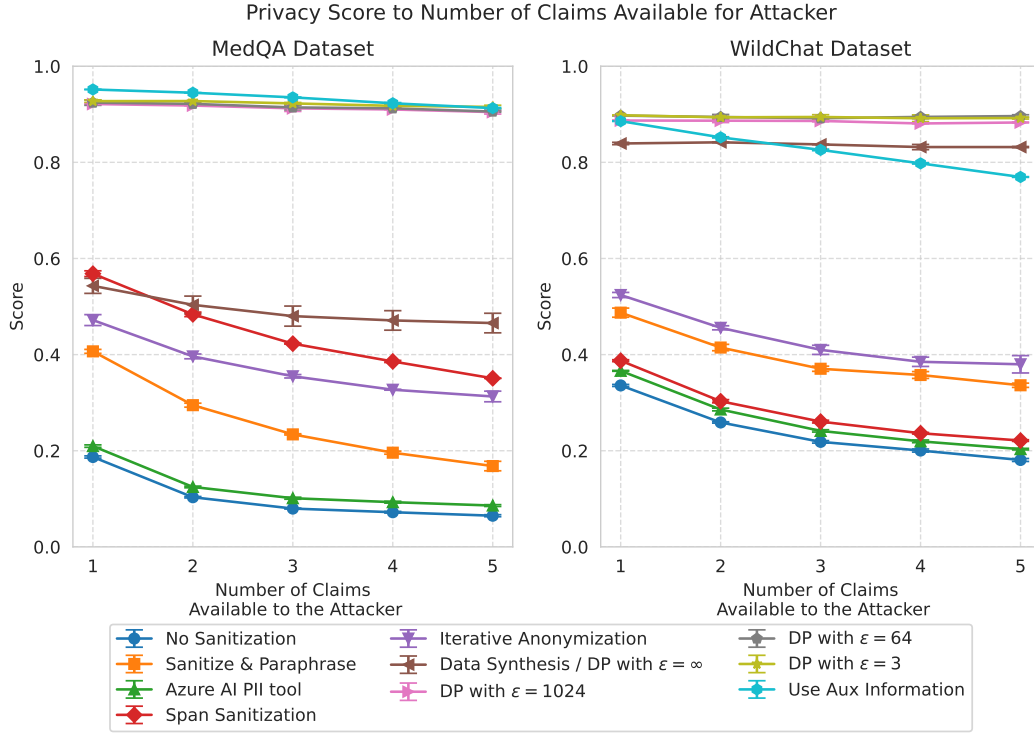 Privacy Score to Number of Claims Available for Attacker
MedQA Dataset
1.0
0.8
0.6
0.4
0.2
0.0
Score
1 2 3 4 5
Number of Claims
Available to the Attacker
WildChat Dataset
1.0
0.8
0.6
0.4
0.2
0.0
Score
1 2 3 4 5
Number of Claims
Available to the Attacker
No Sanitization
Sanitize & Paraphrase
Azure AI PII tool
Span Sanitization
Iterative Anonymization
Data Synthesis / DP with ε = ∞
DP with ε = 1024
DP with ε = 64
DP with ε = 3
Use Aux Information